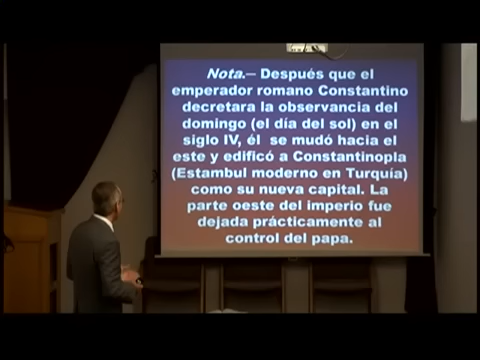 Nota.— Después que el
emperador romano Constantino
decretara la observancia del
domingo (el día del sol) en el
siglo IV, él se mudó hacia el
este y edificó a Constantinopla
(Estambul moderno en Turquía)
como su nueva capital. La
parte oeste del imperio fue
dejada prácticamente al
control del papa.